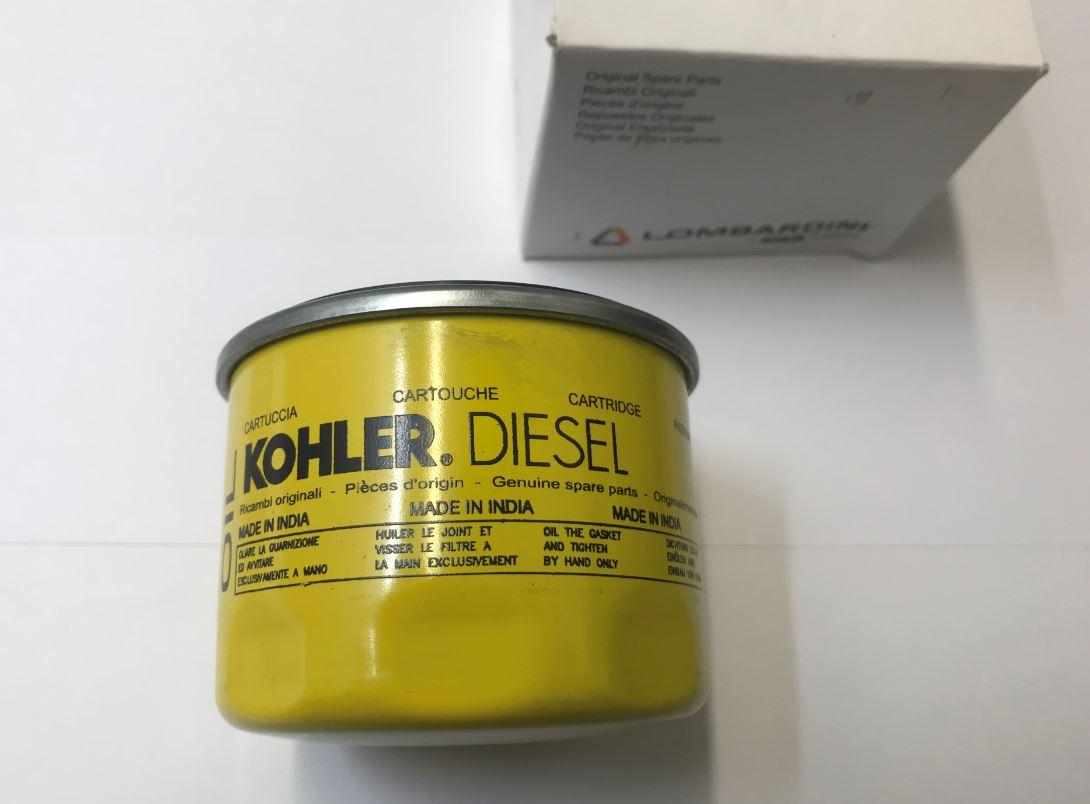 Original Spare Parts
Ricambi Originali
Pieces d'origine
Repuestos Originales
Original Ersatzteile
originais
LOMBARDINI
CARTUCCIA CARTOUCHE CARTRIDGE
KOHLER® DIESEL
Ricambi originali - Pièces d'origin - Genuine spare parts -
MADE IN INDIA MADE IN INDIA MADE IN INDIA
OLIARE LA GUARNIZIONE
ED AVVITARE
ESCLUSIVAMENTE A MANO
HUILER LE JOINT ET
VISSER LE FILTRE A
LA MAIN EXCLUSIVEMENT
OIL THE GASKET
AND TIGHTEN
BY HAND ONLY